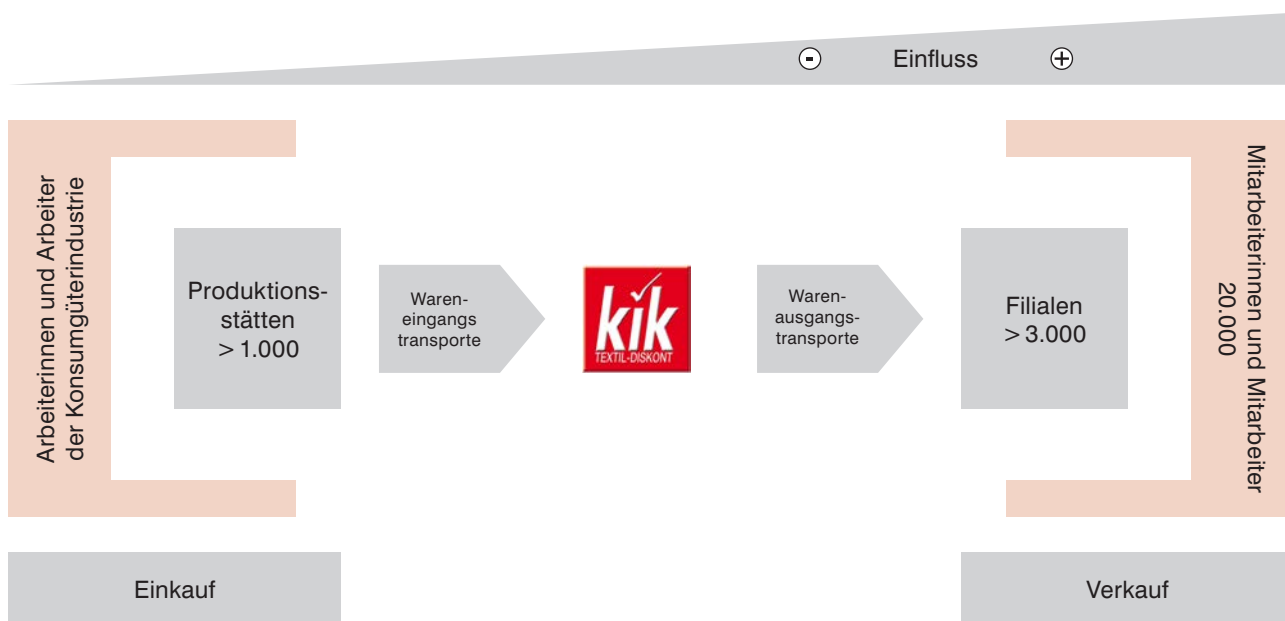 - Einfluss +
Arbeiterinnen und Arbeiter
der Konsumgüterindustrie
Produktions-
stätten
> 1.000
Waren-
eingangs
transporte
kik
TEXTIL-DISKONT
Waren-
ausgangs-
transporte
Filialen
> 3.000
Mitarbeiterinnen und Mitarbeiter
20.000
Einkauf
Verkauf